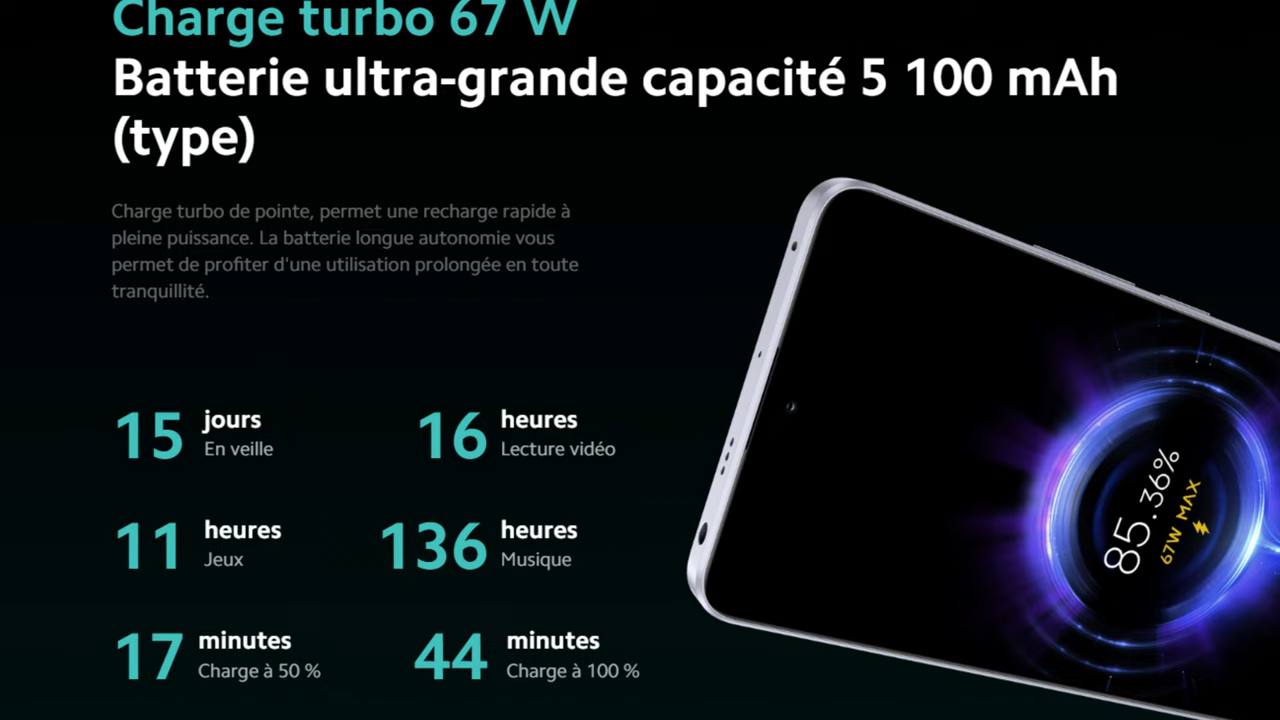 Charge turbo 67 W
Batterie ultra-grande capacité 5 100 mAh
(type)
Charge turbo de pointe, permet une recharge rapide à
pleine puissance. La batterie longue autonomie vous
permet de profiter d'une utilisation prolongée en toute
tranquillité.
15 jours
En veille
16 heures
Lecture vidéo
11 heures
Jeux
136 heures
Musique
17 minutes
Charge à 50 %
44 minutes
Charge à 100 %
85.36%
67W MAX